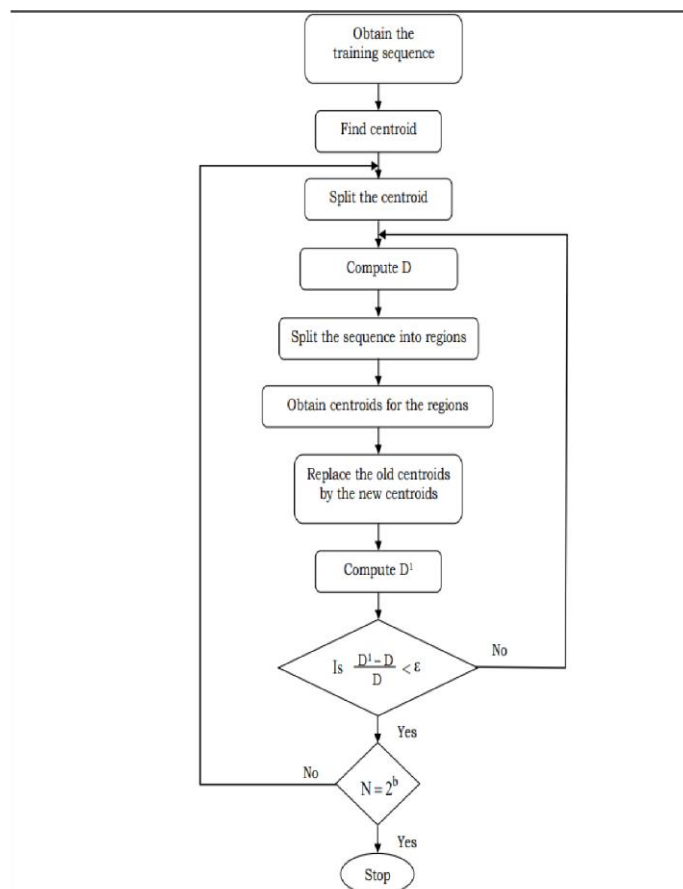 Obtain the
training sequence
Find centroid
Split the centroid
Compute D
Split the sequence into regions
Obtain centroids for the regions
Replace the old centroids
by the new centroids
Compute D¹
Is D¹ – D / D < ε
No
Yes
No
N = 2ᵇ
Yes
Stop